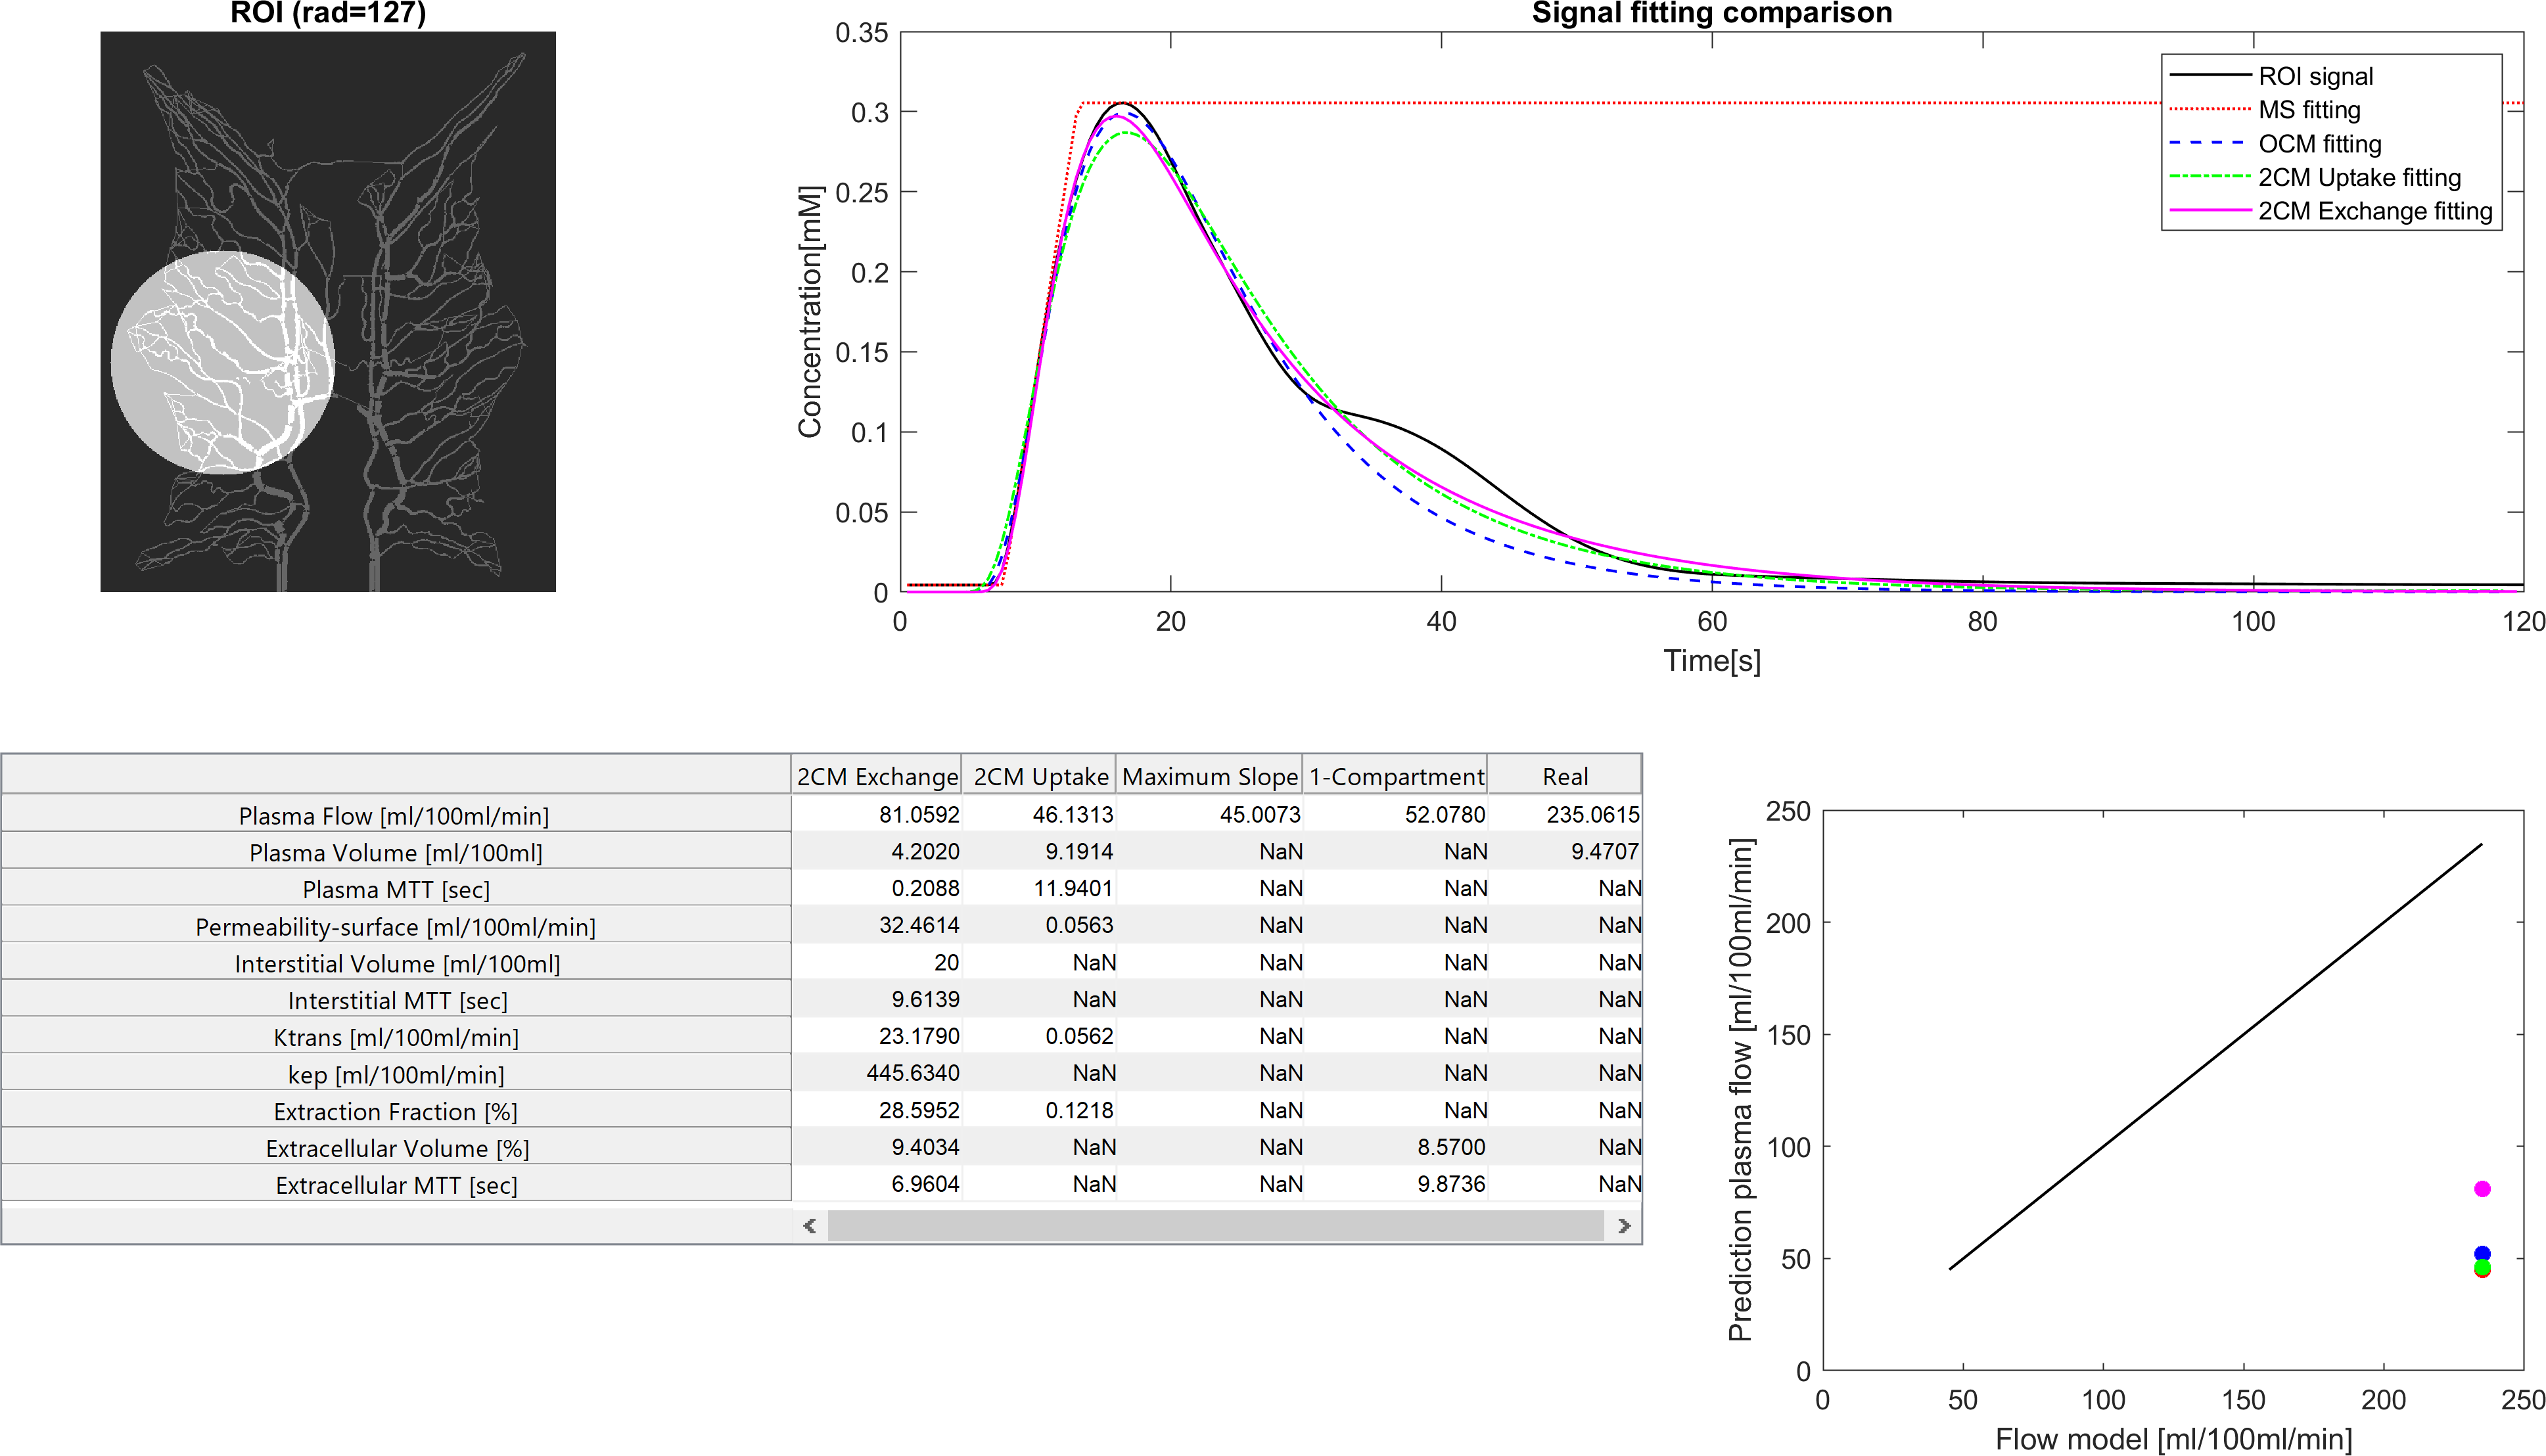 ROI (rad=127)
Signal fitting comparison
0.35
0.3
0.25
0.2
0.15
0.1
0.05
0
Concentration[mM]
0 20 40 60 80 100 120
Time[s]
ROI signal
MS fitting
OCM fitting
2CM Uptake fitting
2CM Exchange fitting
2CM Exchange 2CM Uptake Maximum Slope 1-Compartment Real
Plasma Flow [ml/100ml/min] 81.0592 46.1313 45.0073 52.0780 235.0615
Plasma Volume [ml/100ml] 4.2020 9.1914 NaN NaN 9.4707
Plasma MTT [sec] 0.2088 11.9401 NaN NaN NaN
Permeability-surface [ml/100ml/min] 32.4614 0.0563 NaN NaN NaN
Interstitial Volume [ml/100ml] 20 NaN NaN NaN NaN
Interstitial MTT [sec] 9.6139 NaN NaN NaN NaN
Ktrans [ml/100ml/min] 23.1790 0.0562 NaN NaN NaN
kep [ml/100ml/min] 445.6340 NaN NaN NaN NaN
Extraction Fraction [%] 28.5952 0.1218 NaN NaN NaN
Extracellular Volume [%] 9.4034 NaN NaN 8.5700 NaN
Extracellular MTT [sec] 6.9604 NaN NaN 9.8736 NaN
250
200
150
100
50
0
Prediction plasma flow [ml/100ml/min]
0 50 100 150 200 250
Flow model [ml/100ml/min]